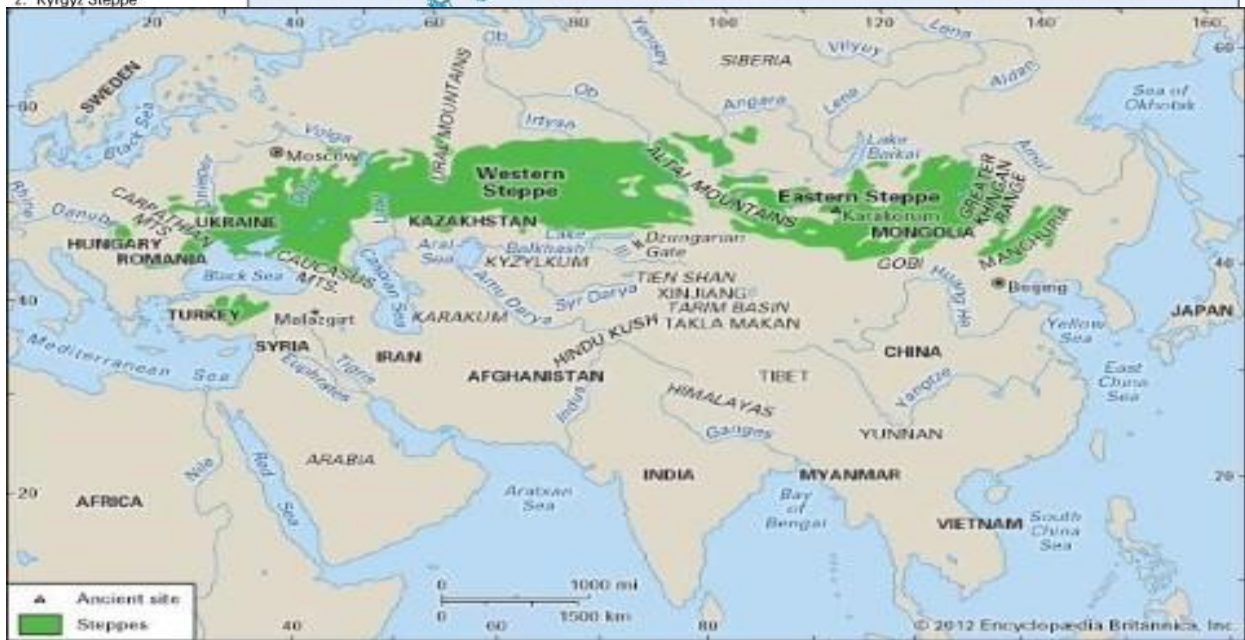 2. Kyrgyz Steppe
20
40
60
80
100
120
140
160
60
60
40
40
20
20
40
60
80
SWEDEN
Black Sea
Rhine
Danube
CARPATHIAN
MTS
HUNGARY
ROMANIA
Dnieper
UKRAINE
Moscow
Volga
Don
Ural
URAL MOUNTAINS
Ob
Ob
Irtysh
Yenisey
SIBERIA
Vilyuy
Lena
Aldan
Angara
Lena
Sea of
Okhotsk
Western
Steppe
KAZAKHSTAN
ALTAI MOUNTAINS
Eastern Steppe
Karakorum
MONGOLIA
Lake
Baikal
GREATER
KHINGAN
RANGE
Amur
MANCHURIA
GOBI
Huang He
Beijing
Black Sea
CAUCASUS
MTS.
Caspian Sea
Aral
Sea
Lake
Balkhash
KYZYLKUM
Dzungarian
Gate
TIEN SHAN
XINJIANG
TARIM BASIN
TAKLA MAKAN
Syr Darya
Amu Darya
KARAKUM
HINDU KUSH
TURKEY
Malazgirt
SYRIA
Tigris
Euphrates
IRAN
AFGHANISTAN
Mediterranean Sea
Indus
TIBET
HIMALAYAS
Ganges
CHINA
Yangtze
YUNNAN
Yellow
Sea
JAPAN
East
China
Sea
AFRICA
Nile
Red
Sea
ARABIA
Arabian
Sea
INDIA
Bay
of
Bengal
MYANMAR
VIETNAM
South
China
Sea
Ancient site
Steppes
0 1000 mi
0 1500 km
© 2012 Encyclopædia Britannica, Inc.